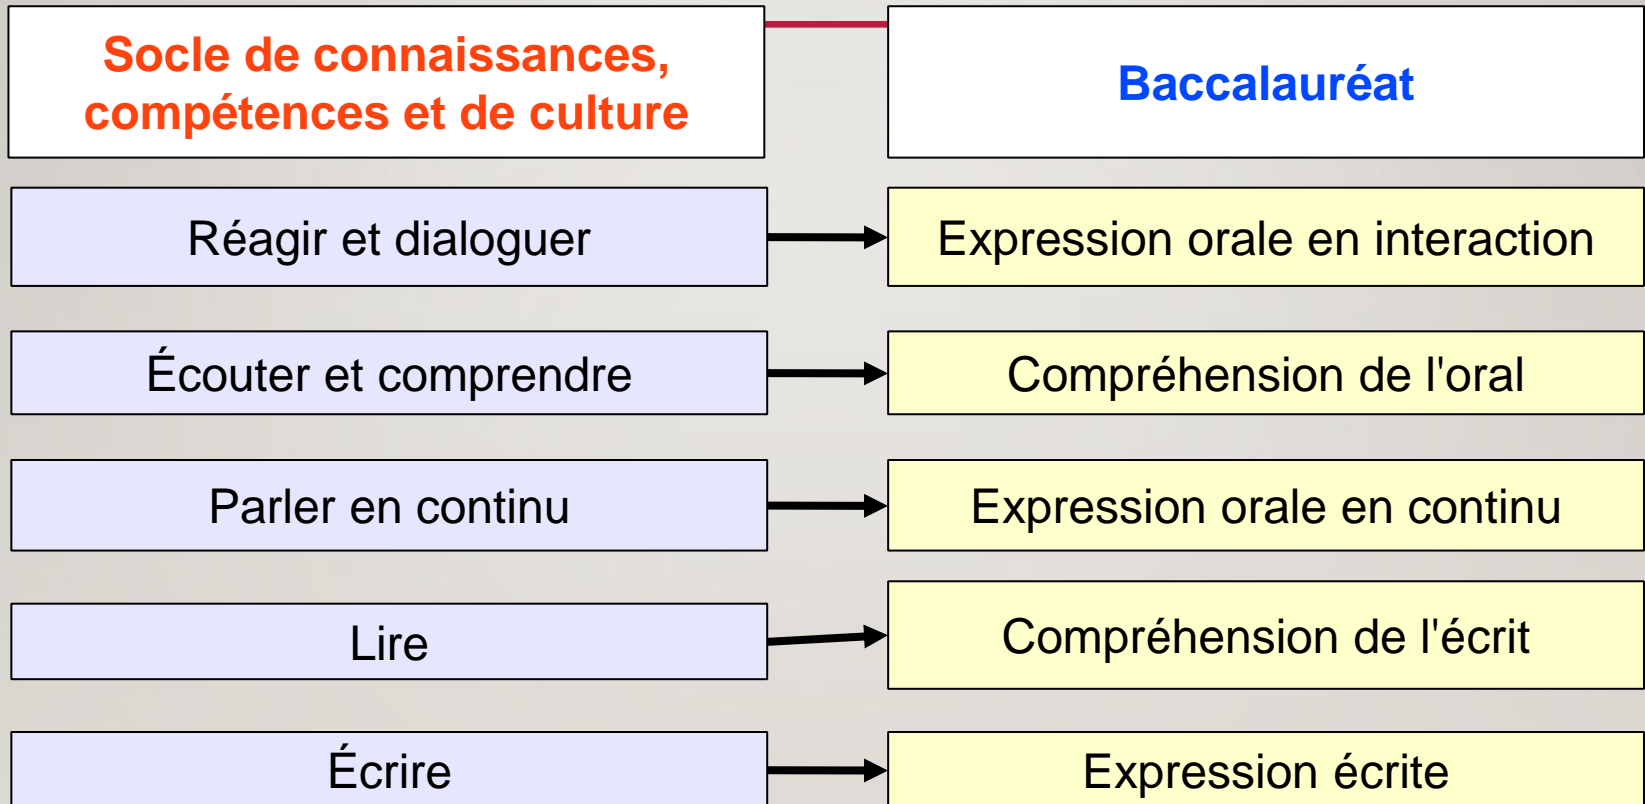 Socle de connaissances,
compétences et de culture
Baccalauréat
Réagir et dialoguer
Expression orale en interaction
Écouter et comprendre
Compréhension de l'oral
Parler en continu
Expression orale en continu
Lire
Compréhension de l'écrit
Écrire
Expression écrite